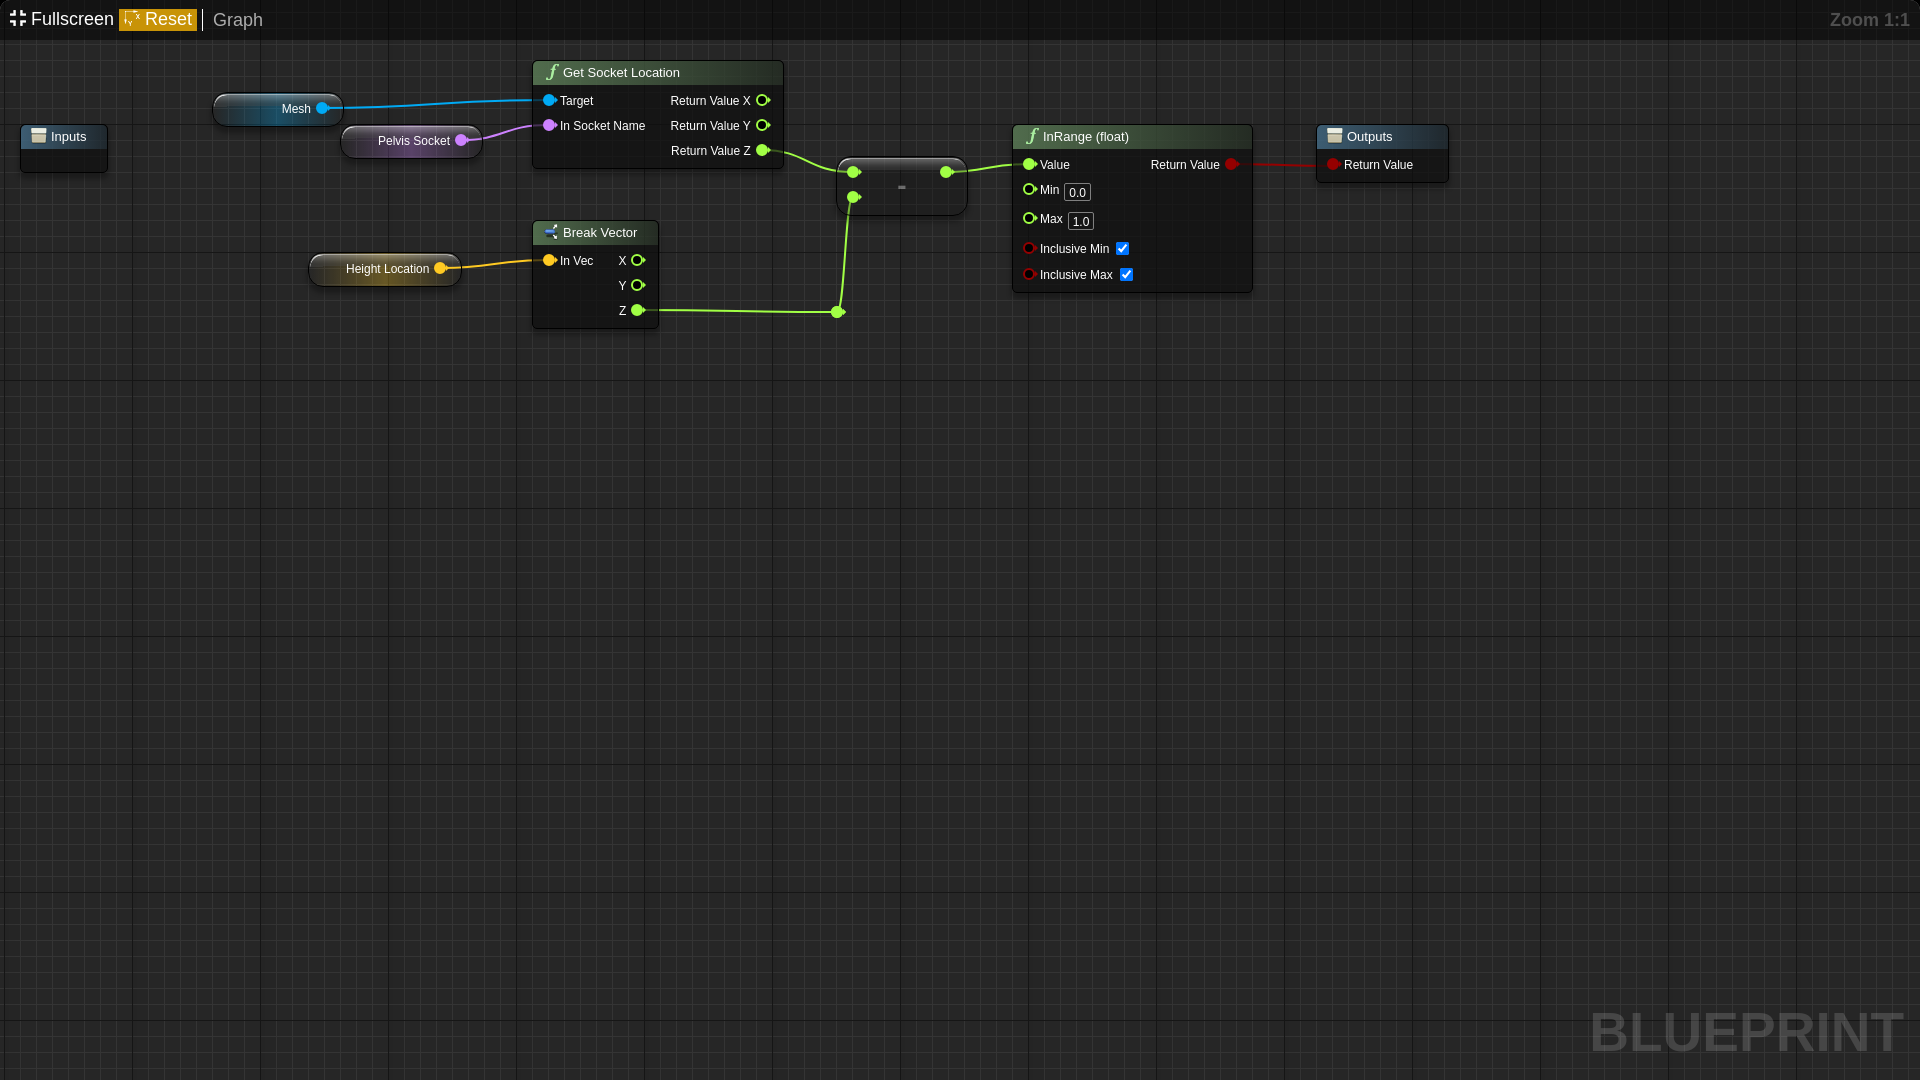 Fullscreen Reset Graph Zoom 1:1
Inputs
Mesh
Pelvis Socket
Get Socket Location
Target Return Value X
In Socket Name Return Value Y
Return Value Z
-
Height Location
Break Vector
In Vec X
Y
Z
InRange (float)
Value Return Value
Min 0.0
Max 1.0
Inclusive Min
Inclusive Max
Outputs
Return Value
BLUEPRINT